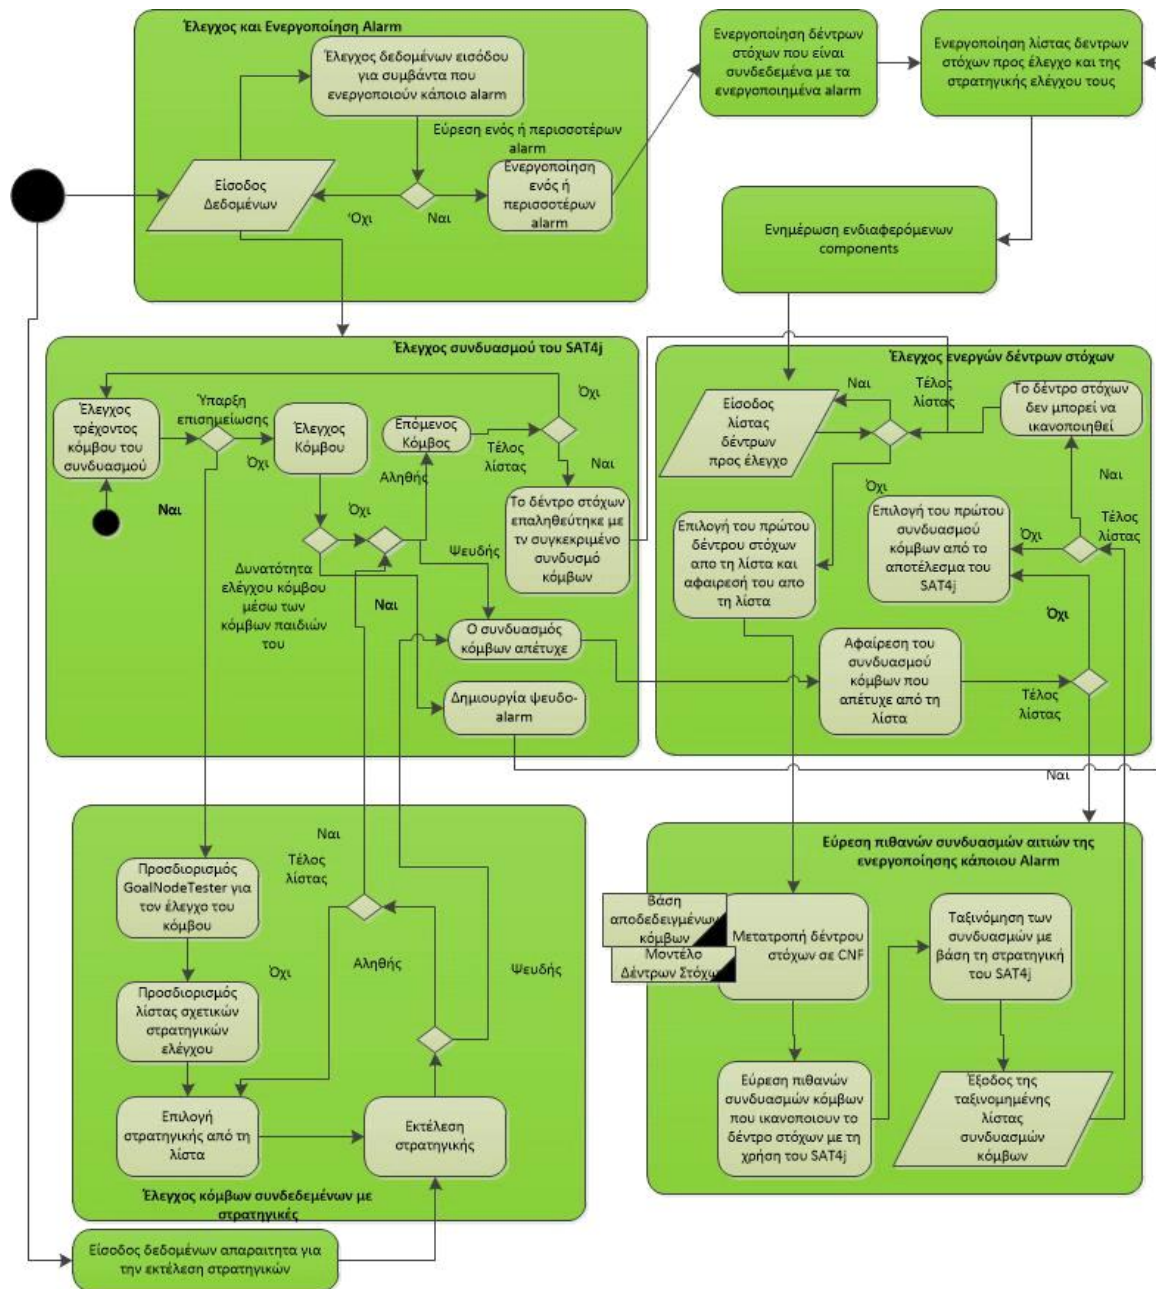 Έλεγχος και Ενεργοποίηση Alarm
Έλεγχος δεδομένων εισόδου
για συμβάντα που
ενεργοποιούν κάποιο alarm
Εύρεση ενός ή περισσοτέρων
alarm
Είσοδος
Δεδομένων
'Όχι
Ναι
Ενεργοποίηση
ενός ή
περισσοτέρων
alarm
Ενεργοποίηση δέντρων
στόχων που είναι
συνδεδεμένα με τα
ενεργοποιημένα alarm
Ενεργοποίηση λίστας δεντρων
στόχων προς έλεγχο και της
στρατηγικής ελέγχου τους
Ενημέρωση ενδιαφερόμενων
components
Έλεγχος συνδυασμού του SAT4j
Έλεγχος
τρέχοντος
κόμβου του
συνδυασμού
Ύπαρξη
επισημείωσης
Όχι
Ναι
Έλεγχος
Κόμβου
Επόμενος
Κόμβος
Αληθής
Τέλος
λίστας
Όχι
Ναι
Όχι
Το δέντρο στόχων
επαληθεύτηκε με
τν συγκεκριμένο
συνδυσμό
κόμβων
Ψευδής
Δυνατότητα
ελέγχου κόμβου
μέσω των
κόμβων παιδιών
του
Ναι
Ο συνδυασμός
κόμβων απέτυχε
Δημιουργία ψευδο-
alarm
Έλεγχος ενεργών δέντρων στόχων
Είσοδος
λίστας
δέντρων
προς έλεγχο
Ναι
Τέλος
λίστας
Το δέντρο στόχων
δεν μπορεί να
ικανοποιηθεί
Όχι
Ναι
Επιλογή του πρώτου
δέντρου στόχων
απο τη λίστα και
αφαιρεσή του απο
τη λίστα
Επιλογή του πρώτου
συνδυασμού
κόμβων από το
αποτέλεσμα του
SAT4j
Όχι
Τέλος
λίστας
Όχι
Αφαίρεση του
συνδυασμού
κόμβων που
απέτυχε από τη
λίστα
Τέλος
λίστας
Ναι
Προσδιορισμός
GoalNodeTester για
τον έλεγχο του
κόμβου
Ναι
Τέλος
λίστας
Όχι
Αληθής
Ψευδής
Προσδιορισμός
λίστας σχετικών
στρατηγικών
ελέγχου
Επιλογή
στρατηγικής από τη
λίστα
Εκτέλεση
στρατηγικής
Έλεγχος κόμβων συνδεδεμένων με
στρατηγικές
Είσοδος δεδομένων απαραιτητα για
την εκτέλεση στρατηγικών
Εύρεση πιθανών συνδυασμών αιτιών της
ενεργοποίησης κάποιου Alarm
Βάση
αποδεδειγμένων
κόμβων
Μοντέλο
Δέντρων Στόχω
Μετατροπή δέντρου
στόχων σε CNF
Ταξινόμηση των
συνδυασμών με
βάση τη στρατηγική
του SAT4j
Εύρεση πιθανών
συνδυασμών κόμβων
που ικανοποιουν το
δέντρο στόχων με τη
χρήση του SAT4j
Έξοδος της
ταξινομημένης
λίστας
συνδυασμών
κόμβων